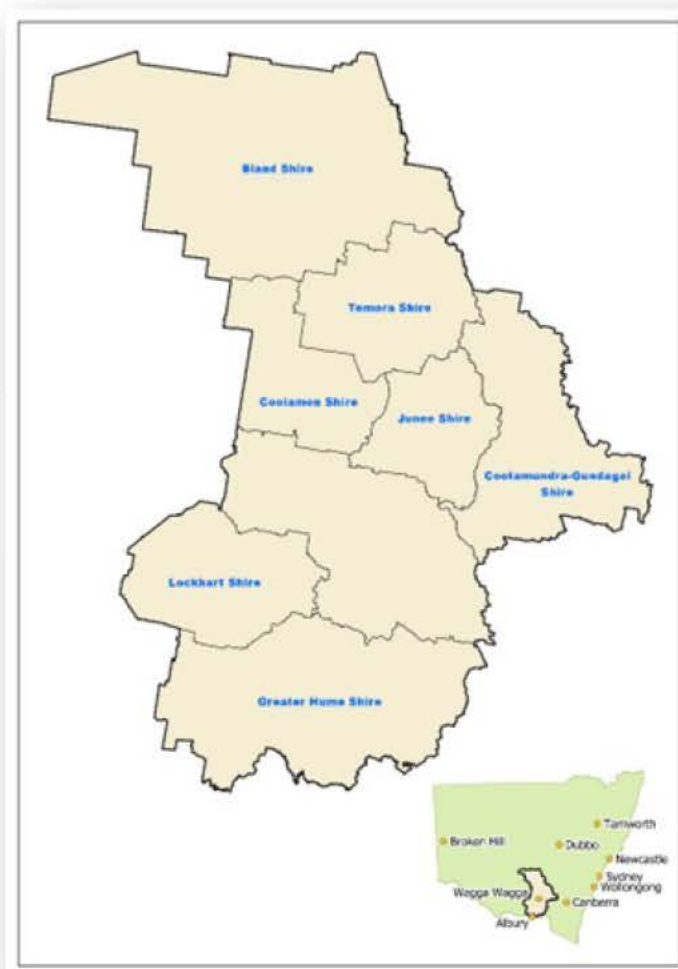 Bland Shire
Temora Shire
Coolamon Shire
Junee Shire
Cootamundra-Gundagai
Shire
Lockhart Shire
Greater Hume Shire
Tamworth
Broken Hill
Dubbo
Newcastle
Sydney
Wollongong
Wagga Wagga
Canberra
Albury